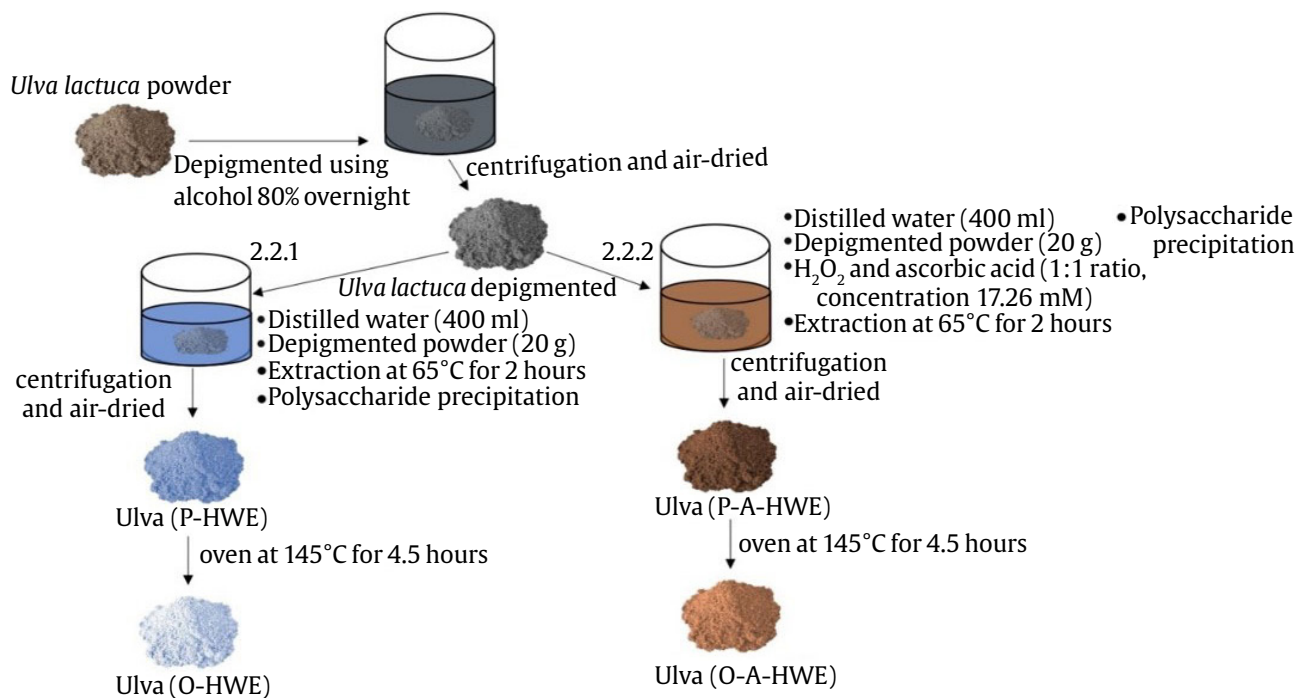 Ulva lactuca powder
Depigmented using
alcohol 80% overnight
centrifugation and air-dried
2.2.1
2.2.2
Ulva lactuca depigmented
•Distilled water (400 ml)
•Depigmented powder (20 g)
•Extraction at 65°C for 2 hours
•Polysaccharide precipitation
centrifugation
and air-dried
Ulva (P-HWE)
oven at 145°C for 4.5 hours
Ulva (O-HWE)
•Distilled water (400 ml)
•Depigmented powder (20 g)
•H₂O₂ and ascorbic acid (1:1 ratio,
concentration 17.26 mM)
•Extraction at 65°C for 2 hours
•Polysaccharide
precipitation
centrifugation
and air-dried
Ulva (P-A-HWE)
oven at 145°C for 4.5 hours
Ulva (O-A-HWE)